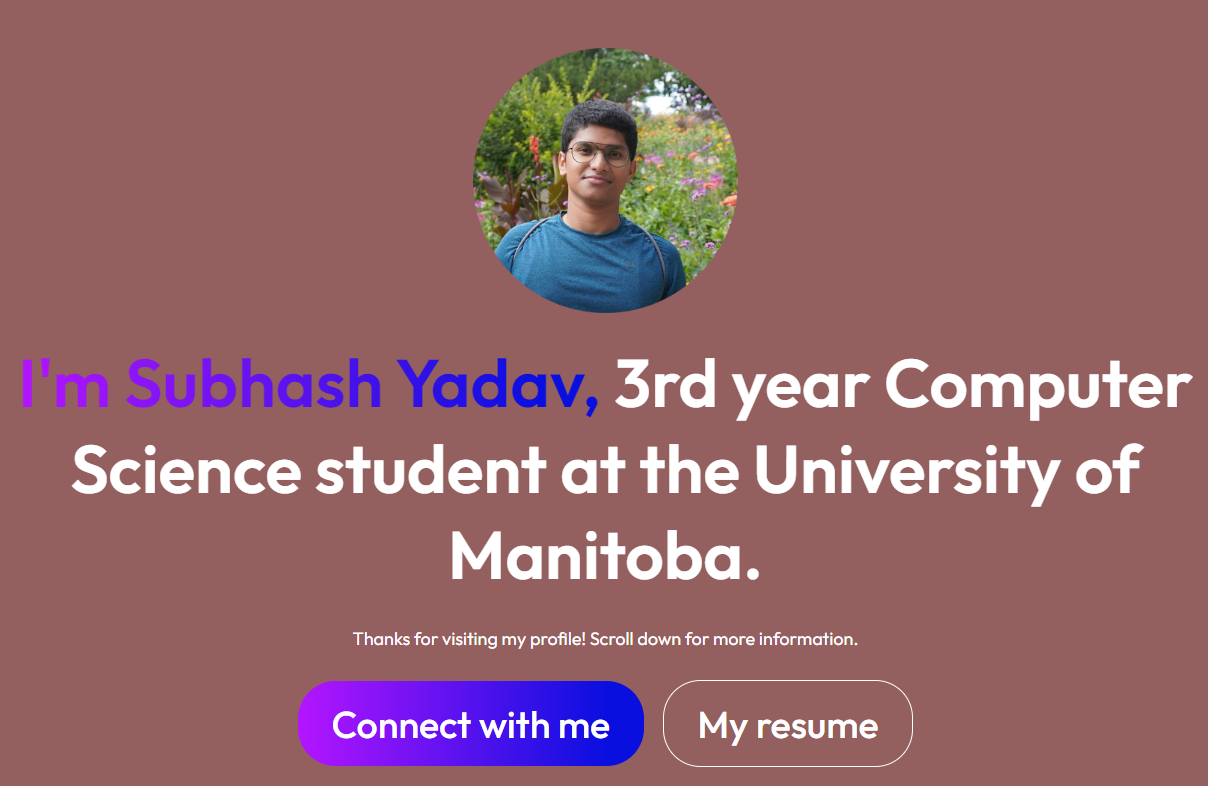 I'm Subhash Yadav, 3rd year Computer
Science student at the University of
Manitoba.
Thanks for visiting my profile! Scroll down for more information.
Connect with me
My resume